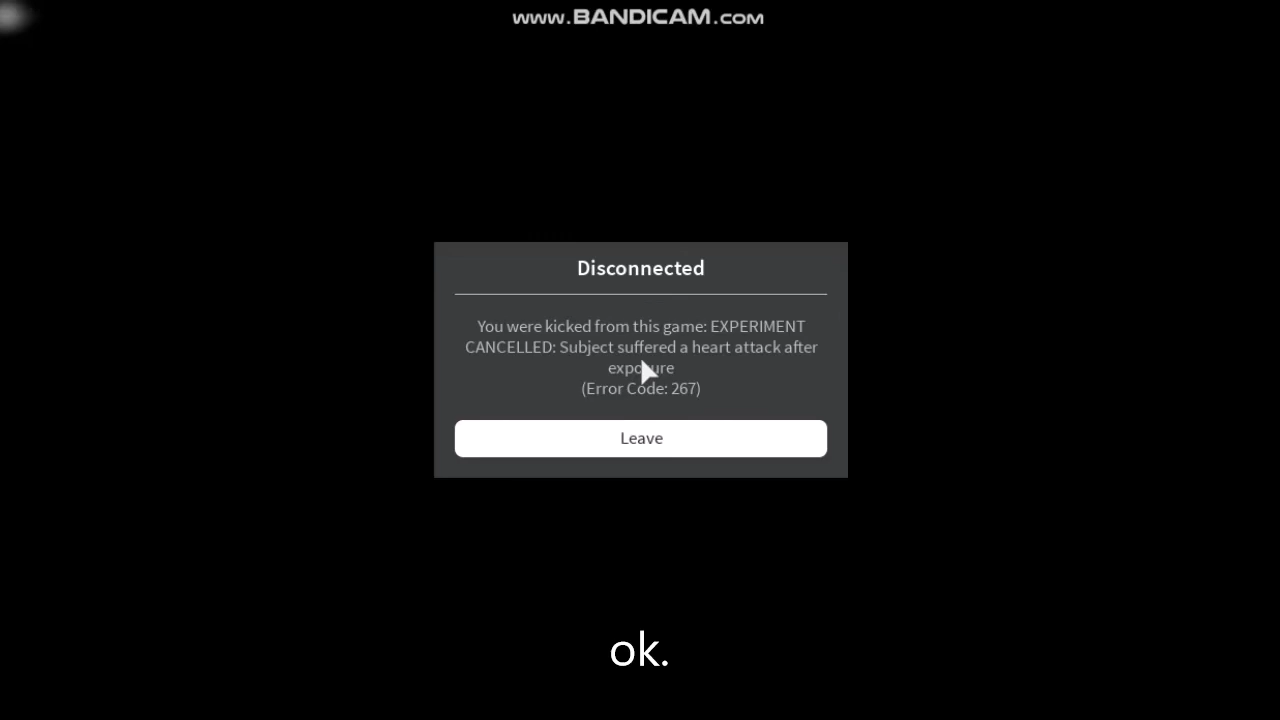 www.BANDICAM.com
Disconnected
You were kicked from this game: EXPERIMENT
CANCELLED: Subject suffered a heart attack after
exposure
(Error Code: 267)
Leave
ok.